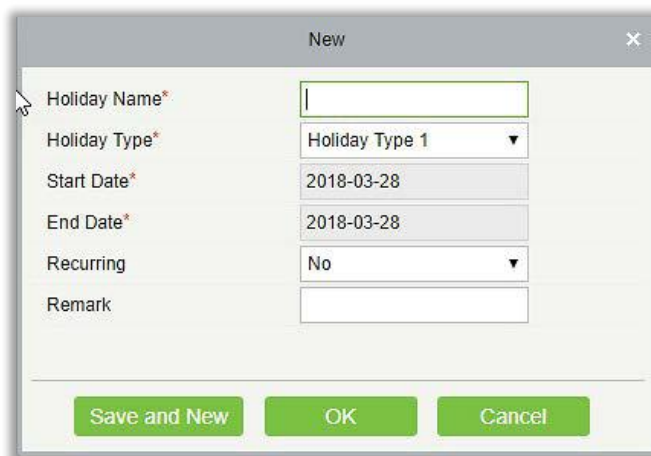 New
Holiday Name*
Holiday Type* Holiday Type 1
Start Date* 2018-03-28
End Date* 2018-03-28
Recurring No
Remark
Save and New OK Cancel